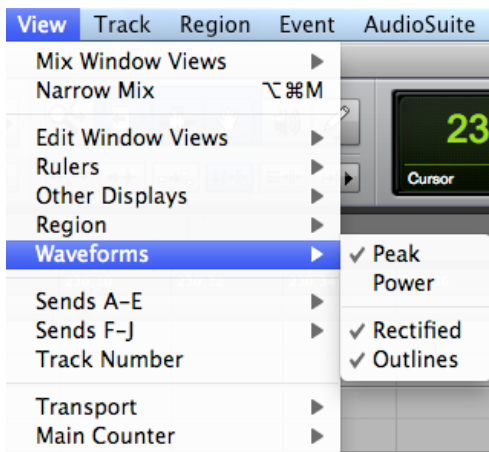 View Track Region Event AudioSuite
Mix Window Views
Narrow Mix ⌥⌘M
23
Edit Window Views
Rulers
Cursor
Other Displays
Region
Waveforms
Peak
Power
Sends A–E
Sends F–J
Rectified
Track Number
Outlines
Transport
Main Counter